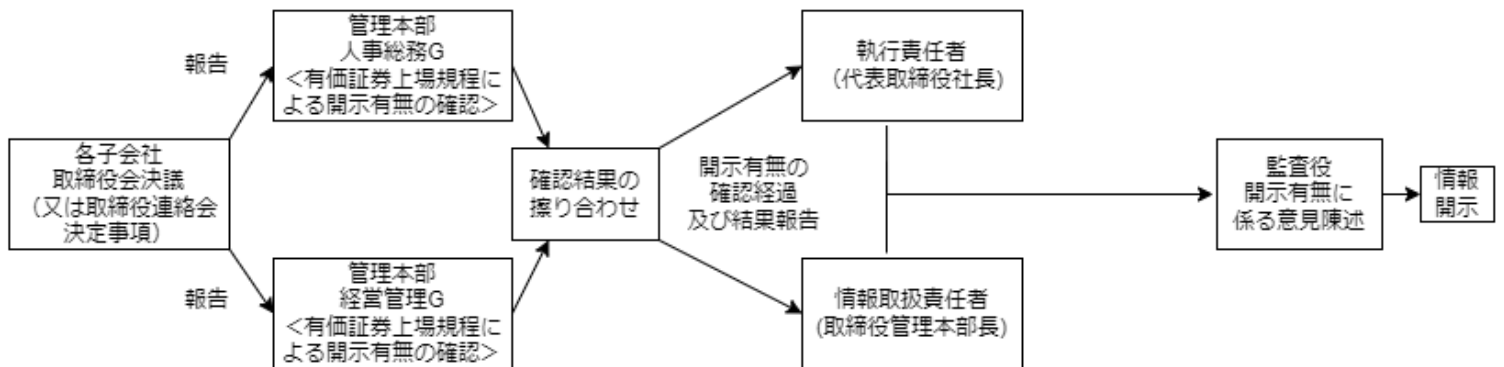 各子会社
取締役会決議
（又は取締役連絡会
決定事項）
報告
報告
管理本部
人事総務G
＜有価証券上場規程に
よる開示有無の確認＞
管理本部
経営管理G
＜有価証券上場規程に
よる開示有無の確認＞
確認結果の
擦り合わせ
開示有無の
確認経過
及び結果報告
執行責任者
（代表取締役社長)
情報取扱責任者
(取締役管理本部長)
監査役
開示有無に
係る意見陳述
情報
開示